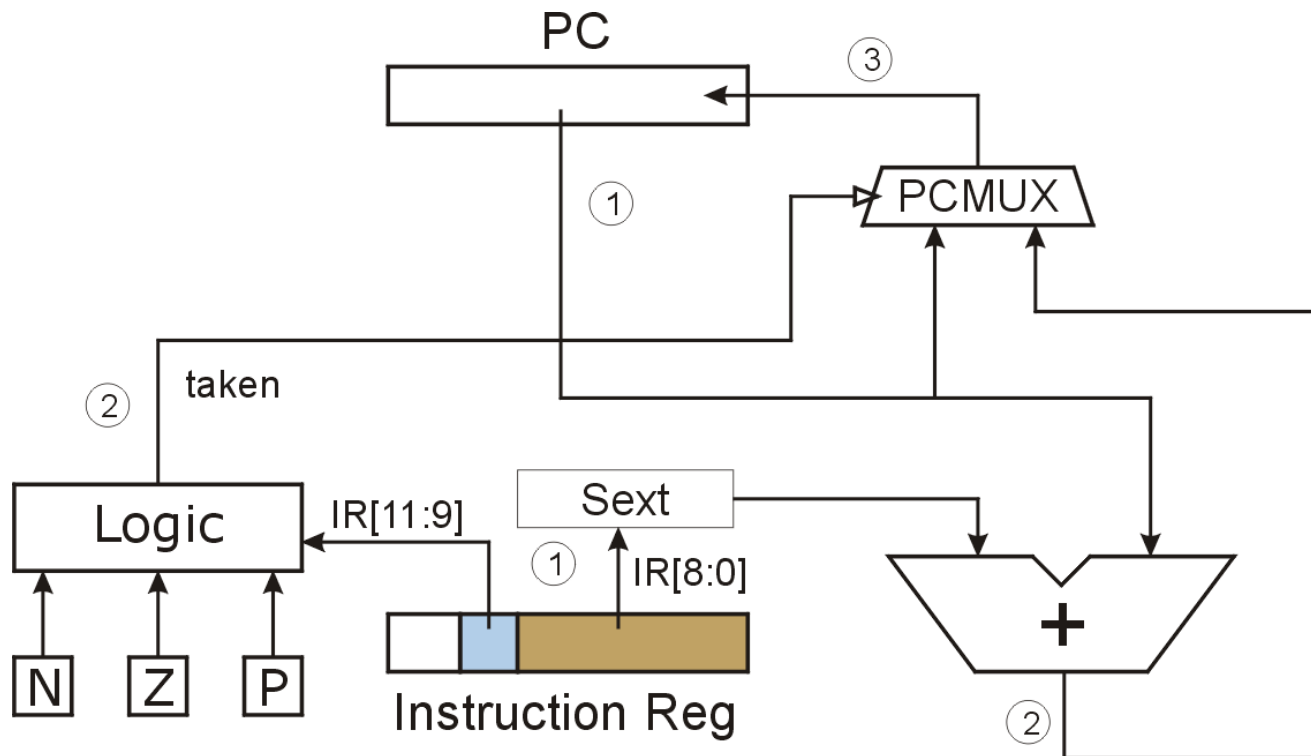 PC
3
1
PCMUX
2
taken
Logic
IR[11:9]
Sext
1
IR[8:0]
+
N
Z
P
Instruction Reg
2